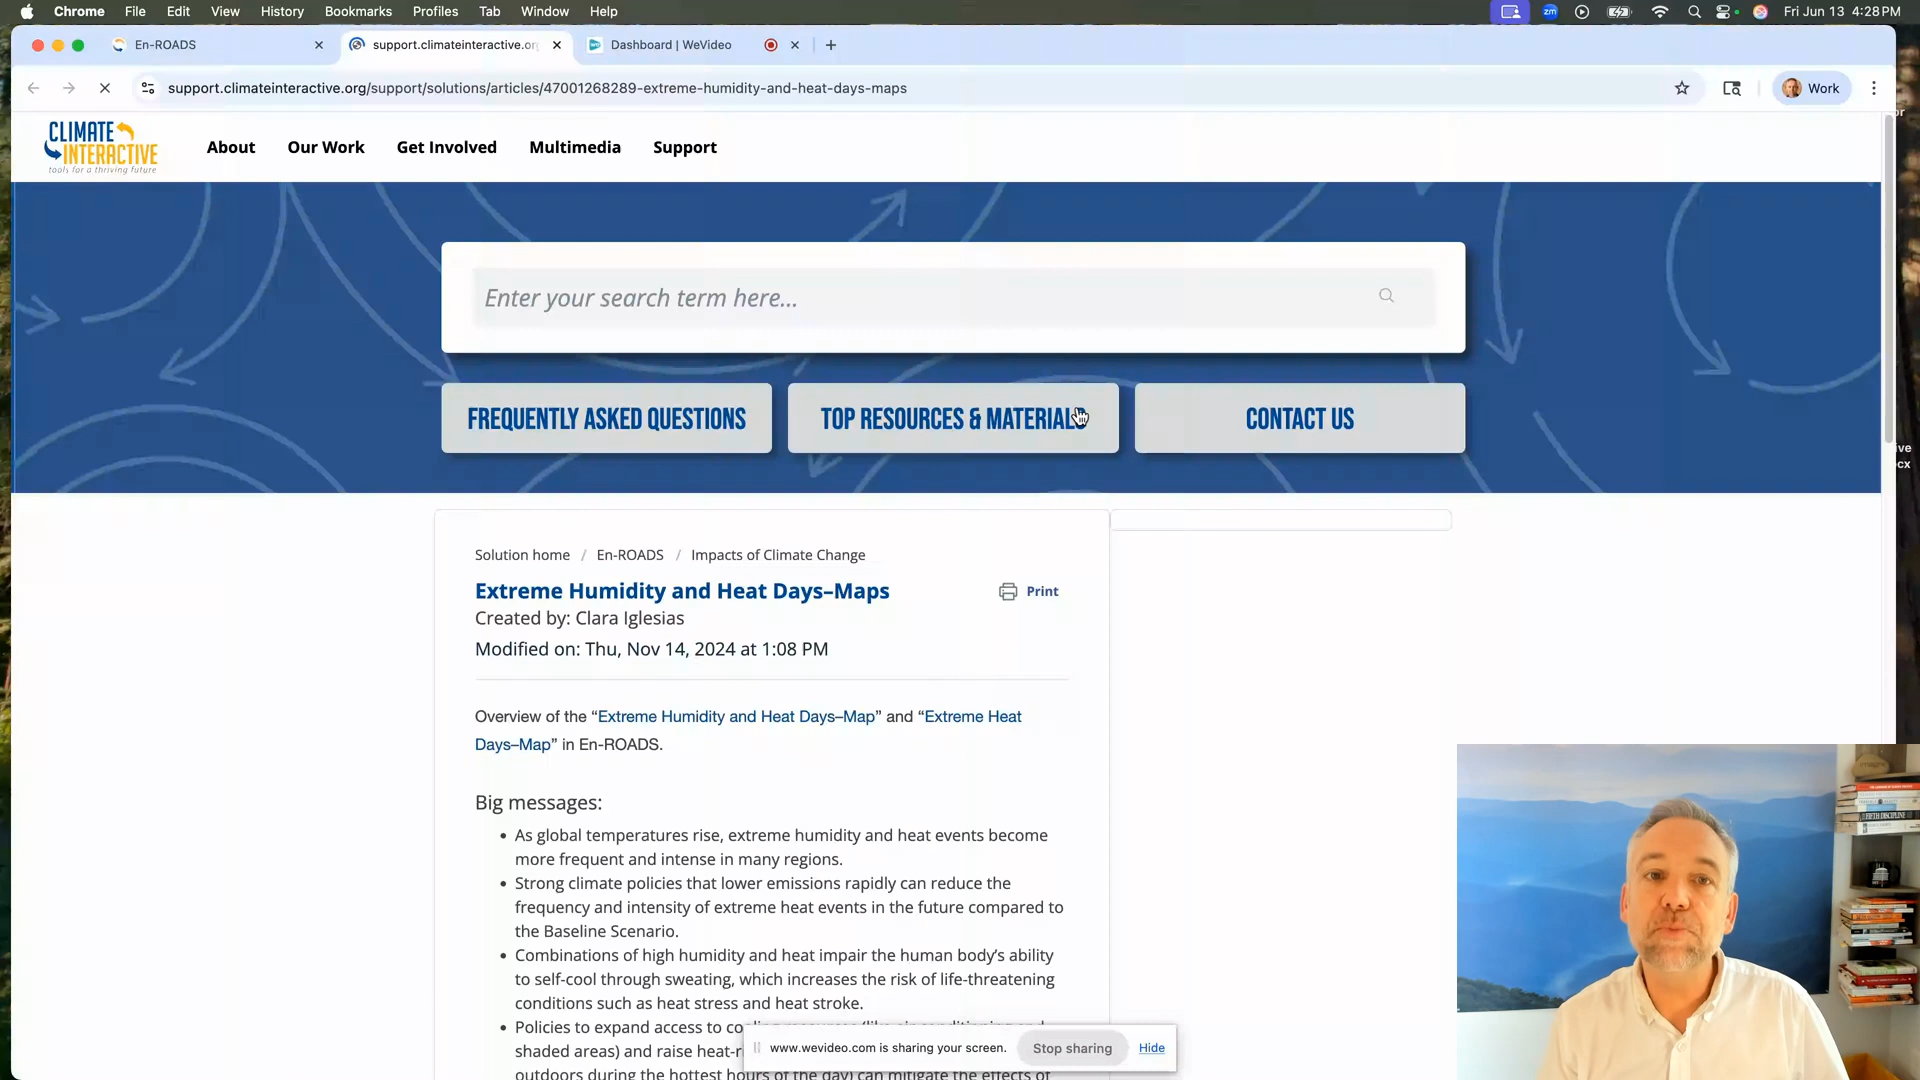 Chrome File Edit View History Bookmarks Profiles Tab Window Help
zm
Fri Jun 13 4:28 PM
En-ROADS
support.climateinteractive.or
Dashboard | WeVideo
support.climateinteractive.org/support/solutions/articles/47001268289-extreme-humidity-and-heat-days-maps
Work
CLIMATE
INTERACTIVE
tools for a thriving future
About Our Work Get Involved Multimedia Support
Enter your search term here...
FREQUENTLY ASKED QUESTIONS
TOP RESOURCES & MATERIALS
CONTACT US
Solution home / En-ROADS / Impacts of Climate Change
Extreme Humidity and Heat Days–Maps
Print
Created by: Clara Iglesias
Modified on: Thu, Nov 14, 2024 at 1:08 PM
Overview of the “Extreme Humidity and Heat Days–Map” and “Extreme Heat
Days–Map” in En-ROADS.
Big messages:
• As global temperatures rise, extreme humidity and heat events become
more frequent and intense in many regions.
• Strong climate policies that lower emissions rapidly can reduce the
frequency and intensity of extreme heat events in the future compared to
the Baseline Scenario.
• Combinations of high humidity and heat impair the human body’s ability
to self-cool through sweating, which increases the risk of life-threatening
conditions such as heat stress and heat stroke.
• Policies to expand access to
shaded areas) and raise heat-r
outdoors during the hottest hours of the day) can mitigate the effects of
www.wevideo.com is sharing your screen.
Stop sharing
Hide
FIFTH DISCIPLINE